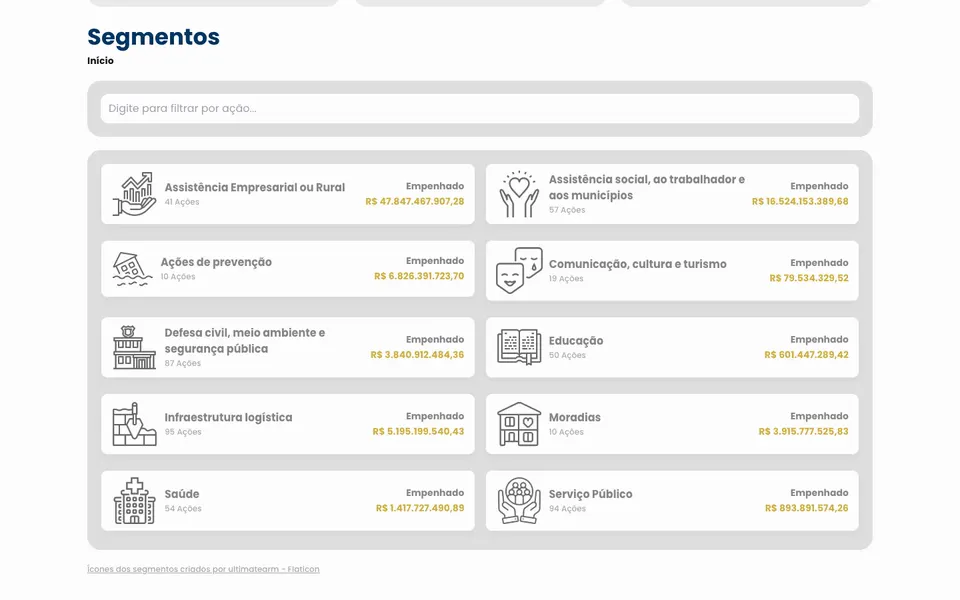 Segmentos
Início
Digite para filtrar por ação...
Assistência Empresarial ou Rural
41 Ações
Empenhado
R$ 47.847.467.907,28
Assistência social, ao trabalhador e
aos municípios
57 Ações
Empenhado
R$ 16.524.153.389,68
Ações de prevenção
10 Ações
Empenhado
R$ 6.826.391.723,70
Comunicação, cultura e turismo
19 Ações
Empenhado
R$ 79.534.329,52
Defesa civil, meio ambiente e
segurança pública
87 Ações
Empenhado
R$ 3.840.912.484,36
Educação
50 Ações
Empenhado
R$ 601.447.289,42
Infraestrutura logística
95 Ações
Empenhado
R$ 5.195.199.540,43
Moradias
10 Ações
Empenhado
R$ 3.915.777.525,83
Saúde
54 Ações
Empenhado
R$ 1.417.727.490,89
Serviço Público
94 Ações
Empenhado
R$ 893.891.574,26
Ícones dos segmentos criados por ultimatearm - Flaticon